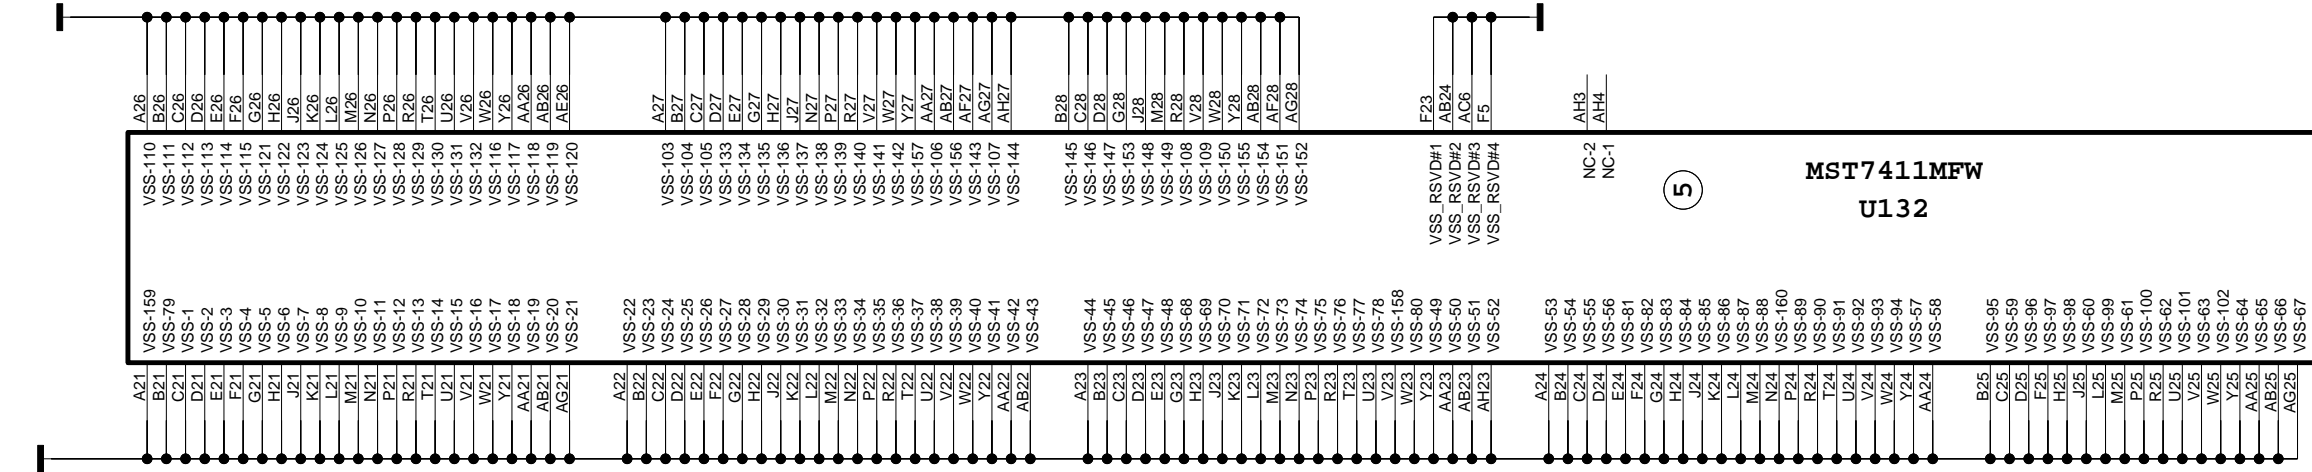 A26 B26 C26 D26 E26 F26 G26 H26 J26 K26 L26 M26 N26 P26 R26 T26 U26 V26 W26 Y26 AA26 AB26 AE26
A27 B27 C27 D27 E27 G27 H27 J27 N27 P27 R27 V27 W27 Y27 AA27 AB27 AF27 AG27 AH27
B28 C28 D28 G28 J28 M28 R28 V28 W28 Y28 AB28 AF28 AG28
F23 AB24 AC6 F5
AH3 AH4
VSS-110 VSS-111 VSS-112 VSS-113 VSS-114 VSS-115 VSS-121 VSS-122 VSS-123 VSS-124 VSS-125 VSS-126 VSS-127 VSS-128 VSS-129 VSS-130 VSS-131 VSS-132 VSS-116 VSS-117 VSS-118 VSS-119 VSS-120
VSS-103 VSS-104 VSS-105 VSS-133 VSS-134 VSS-135 VSS-136 VSS-137 VSS-138 VSS-139 VSS-140 VSS-141 VSS-142 VSS-157 VSS-106 VSS-156 VSS-143 VSS-107 VSS-144
VSS-145 VSS-146 VSS-147 VSS-153 VSS-148 VSS-149 VSS-108 VSS-109 VSS-150 VSS-155 VSS-154 VSS-151 VSS-152
VSS_RSVD#1 VSS_RSVD#2 VSS_RSVD#3 VSS_RSVD#4
NC-2 NC-1
5
MST7411MFW
U132
VSS-159 VSS-79 VSS-1 VSS-2 VSS-3 VSS-4 VSS-5 VSS-6 VSS-7 VSS-8 VSS-9 VSS-10 VSS-11 VSS-12 VSS-13 VSS-14 VSS-15 VSS-16 VSS-17 VSS-18 VSS-19 VSS-20 VSS-21
VSS-22 VSS-23 VSS-24 VSS-25 VSS-26 VSS-27 VSS-28 VSS-29 VSS-30 VSS-31 VSS-32 VSS-33 VSS-34 VSS-35 VSS-36 VSS-37 VSS-38 VSS-39 VSS-40 VSS-41 VSS-42 VSS-43
VSS-44 VSS-45 VSS-46 VSS-47 VSS-48 VSS-68 VSS-69 VSS-70 VSS-71 VSS-72 VSS-73 VSS-74 VSS-75 VSS-76 VSS-77 VSS-78 VSS-158 VSS-80 VSS-49 VSS-50 VSS-51 VSS-52
VSS-53 VSS-54 VSS-55 VSS-56 VSS-81 VSS-82 VSS-83 VSS-84 VSS-85 VSS-86 VSS-87 VSS-88 VSS-160 VSS-89 VSS-90 VSS-91 VSS-92 VSS-93 VSS-94 VSS-57 VSS-58
VSS-95 VSS-59 VSS-96 VSS-97 VSS-98 VSS-60 VSS-99 VSS-61 VSS-100 VSS-62 VSS-101 VSS-63 VSS-102 VSS-64 VSS-65 VSS-66 VSS-67
A21 B21 C21 D21 E21 F21 G21 H21 J21 K21 L21 M21 N21 P21 R21 T21 U21 V21 W21 Y21 AA21 AB21 AG21
A22 B22 C22 D22 E22 F22 G22 H22 J22 K22 L22 M22 N22 P22 R22 T22 U22 V22 W22 Y22 AA22 AB22
A23 B23 C23 D23 E23 G23 H23 J23 K23 L23 M23 N23 P23 R23 T23 U23 V23 W23 Y23 AA23 AB23 AH23
A24 B24 C24 D24 E24 F24 G24 H24 J24 K24 L24 M24 N24 P24 R24 T24 U24 V24 W24 Y24 AA24
B25 C25 D25 F25 H25 J25 L25 M25 P25 R25 U25 V25 W25 Y25 AA25 AB25 AG25